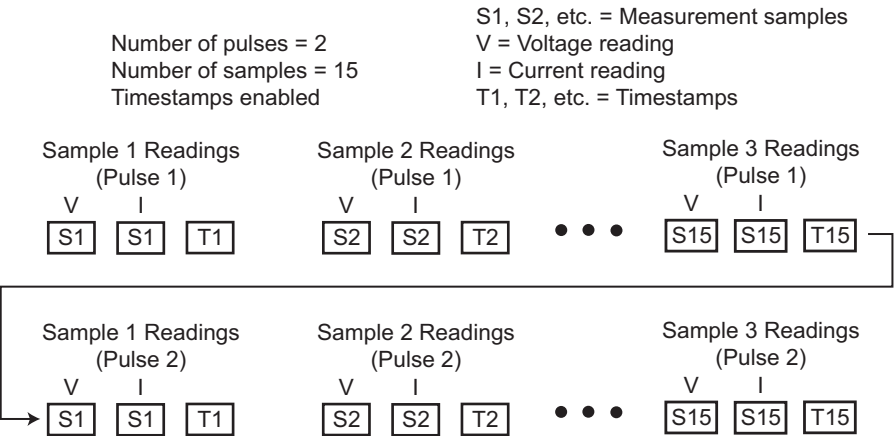 Number of pulses = 2
Number of samples = 15
Timestamps enabled
S1, S2, etc. = Measurement samples
V = Voltage reading
I = Current reading
T1, T2, etc. = Timestamps
Sample 1 Readings
(Pulse 1)
V I
S1 S1 T1
Sample 2 Readings
(Pulse 1)
V I
S2 S2 T2
Sample 3 Readings
(Pulse 1)
V I
S15 S15 T15
Sample 1 Readings
(Pulse 2)
V I
S1 S1 T1
Sample 2 Readings
(Pulse 2)
V I
S2 S2 T2
Sample 3 Readings
(Pulse 2)
V I
S15 S15 T15